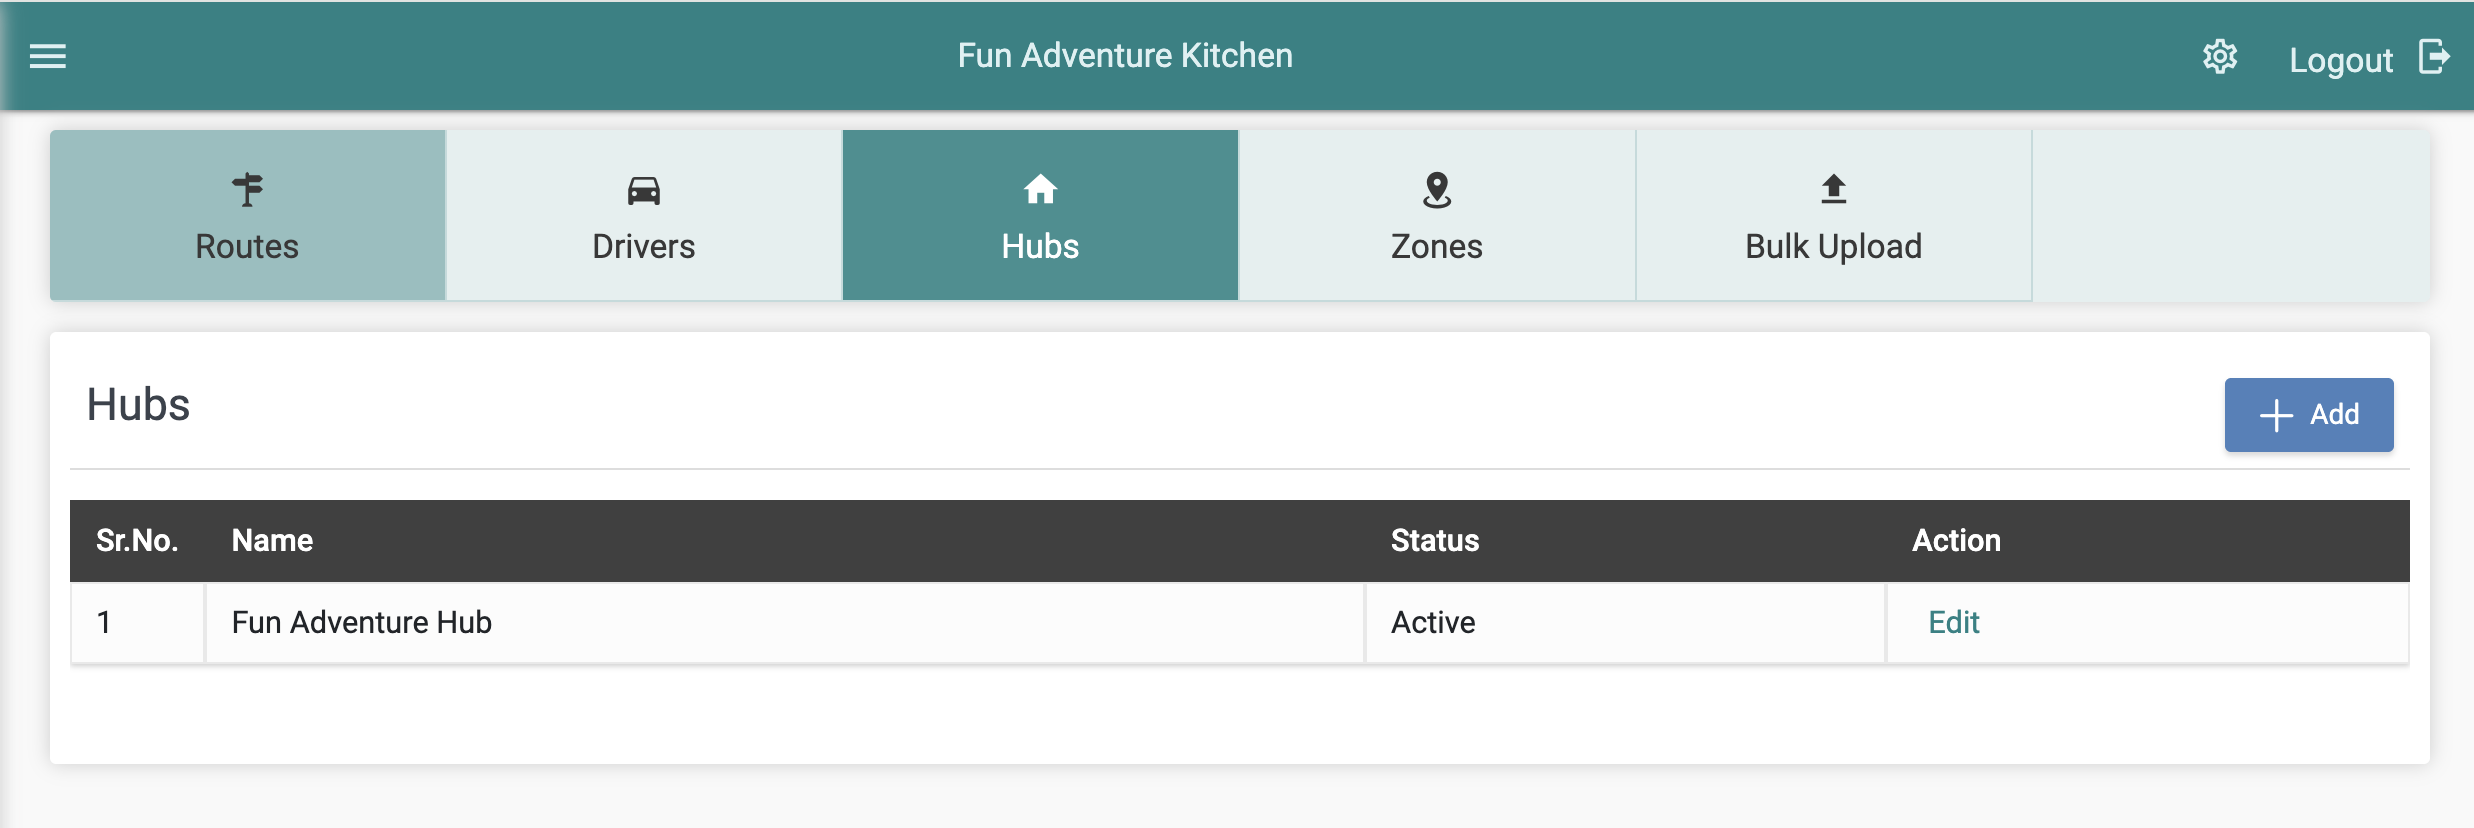 Fun Adventure Kitchen
Logout
Routes
Drivers
Hubs
Zones
Bulk Upload
Hubs
Add
Sr.No. Name Status Action
1 Fun Adventure Hub Active Edit